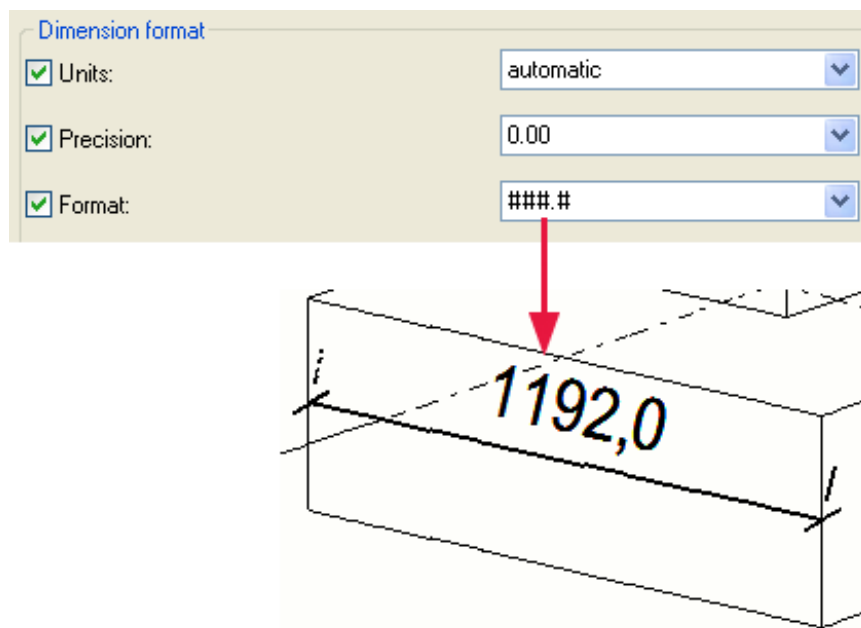 Dimension format
Units: automatic
Precision: 0.00
Format: ###.#
1192,0